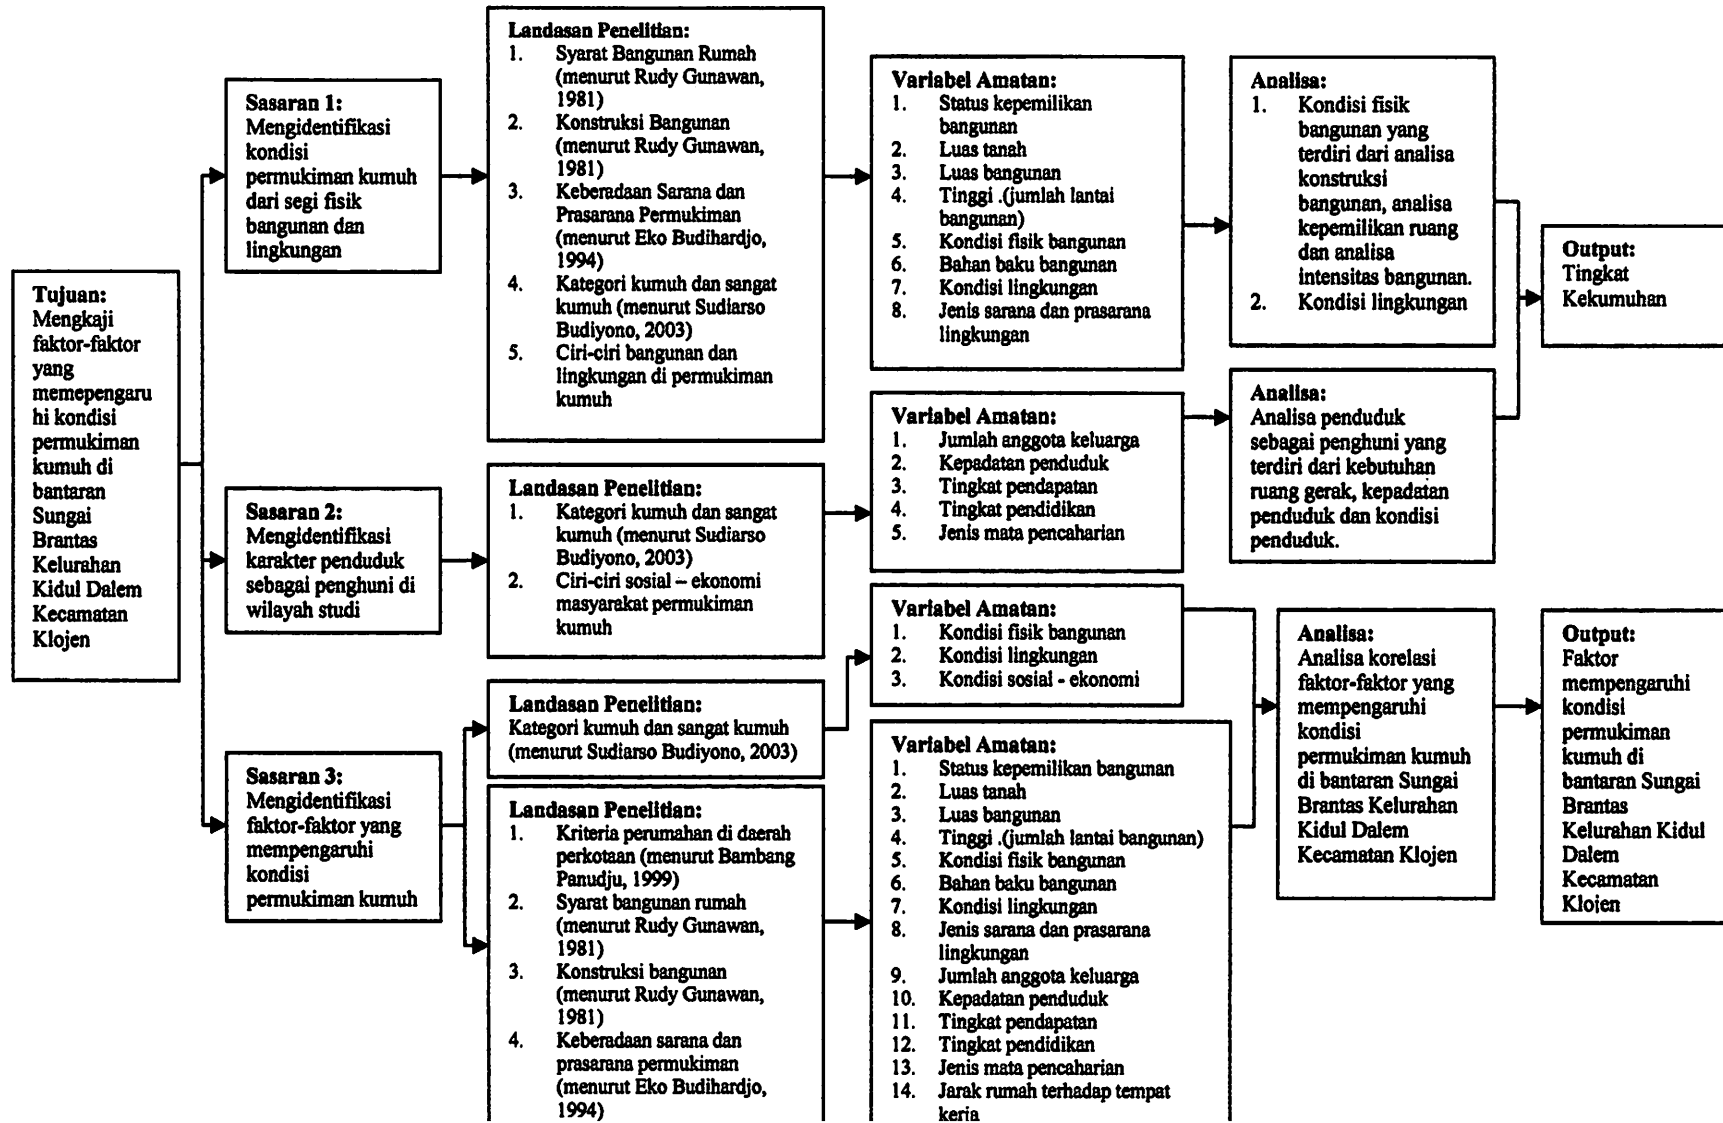 Tujuan:
Mengkaji
faktor-faktor
yang
memepengaru
hi kondisi
permukiman
kumuh di
bantaran
Sungai
Brantas
Kelurahan
Kidul Dalem
Kecamatan
Klojen
Sasaran 1:
Mengidentifikasi
kondisi
permukiman kumuh
dari segi fisik
bangunan dan
lingkungan
Sasaran 2:
Mengidentifikasi
karakter penduduk
sebagai penghuni di
wilayah studi
Sasaran 3:
Mengidentifikasi
faktor-faktor yang
mempengaruhi
kondisi
permukiman kumuh
Landasan Penelitian:
1. Syarat Bangunan Rumah
(menurut Rudy Gunawan,
1981)
2. Konstruksi Bangunan
(menurut Rudy Gunawan,
1981)
3. Keberadaan Sarana dan
Prasarana Permukiman
(menurut Eko Budihardjo,
1994)
4. Kategori kumuh dan sangat
kumuh (menurut Sudiarso
Budiyono, 2003)
5. Ciri-ciri bangunan dan
lingkungan di permukiman
kumuh
Landasan Penelitian:
1. Kategori kumuh dan sangat
kumuh (menurut Sudiarso
Budiyono, 2003)
2. Ciri-ciri sosial – ekonomi
masyarakat permukiman
kumuh
Landasan Penelitian:
Kategori kumuh dan sangat kumuh
(menurut Sudiarso Budiyono, 2003)
Landasan Penelitian:
1. Kriteria perumahan di daerah
perkotaan (menurut Bambang
Panudju, 1999)
2. Syarat bangunan rumah
(menurut Rudy Gunawan,
1981)
3. Konstruksi bangunan
(menurut Rudy Gunawan,
1981)
4. Keberadaan sarana dan
prasarana permukiman
(menurut Eko Budihardjo,
1994)
Variabel Amatan:
1. Status kepemilikan
bangunan
2. Luas tanah
3. Luas bangunan
4. Tinggi .(jumlah lantai
bangunan)
5. Kondisi fisik bangunan
6. Bahan baku bangunan
7. Kondisi lingkungan
8. Jenis sarana dan prasarana
lingkungan
Variabel Amatan:
1. Jumlah anggota keluarga
2. Kepadatan penduduk
3. Tingkat pendapatan
4. Tingkat pendidikan
5. Jenis mata pencaharian
Variabel Amatan:
1. Kondisi fisik bangunan
2. Kondisi lingkungan
3. Kondisi sosial - ekonomi
Variabel Amatan:
1. Status kepemilikan bangunan
2. Luas tanah
3. Luas bangunan
4. Tinggi .(jumlah lantai bangunan)
5. Kondisi fisik bangunan
6. Bahan baku bangunan
7. Kondisi lingkungan
8. Jenis sarana dan prasarana
lingkungan
9. Jumlah anggota keluarga
10. Kepadatan penduduk
11. Tingkat pendapatan
12. Tingkat pendidikan
13. Jenis mata pencaharian
14. Jarak rumah terhadap tempat
kerja
Analisa:
1. Kondisi fisik
bangunan yang
terdiri dari analisa
konstruksi
bangunan, analisa
kepemilikan ruang
dan analisa
intensitas bangunan.
2. Kondisi lingkungan
Analisa:
Analisa penduduk
sebagai penghuni yang
terdiri dari kebutuhan
ruang gerak, kepadatan
penduduk dan kondisi
penduduk.
Analisa:
Analisa korelasi
faktor-faktor yang
mempengaruhi
kondisi
permukiman kumuh
di bantaran Sungai
Brantas Kelurahan
Kidul Dalem
Kecamatan Klojen
Output:
Tingkat
Kekumuhan
Output:
Faktor
mempengaruhi
kondisi
permukiman
kumuh di
bantaran Sungai
Brantas
Kelurahan Kidul
Dalem
Kecamatan
Klojen